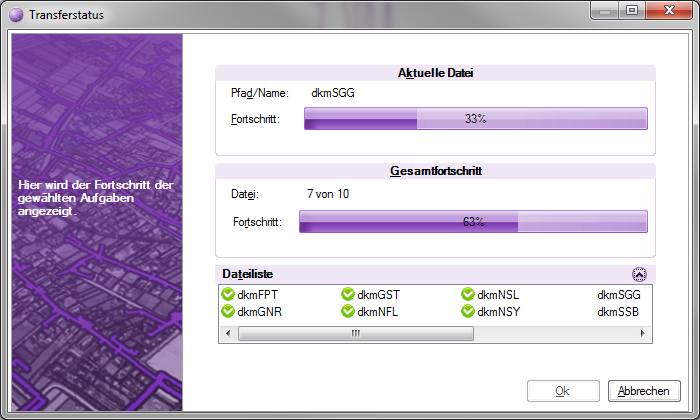 Transferstatus
Hier wird der Fortschritt der
gewählten Aufgaben
angezeigt.
Aktuelle Datei
Pfad/Name: dkmSGG
Fortschritt: 33%
Gesamtfortschritt
Datei: 7 von 10
Fortschritt: 63%
Dateiliste
dkmFPT dkmGST dkmNSL dkmSGG
dkmGNR dkmNFL dkmNSY dkmSSB
Ok Abbrechen